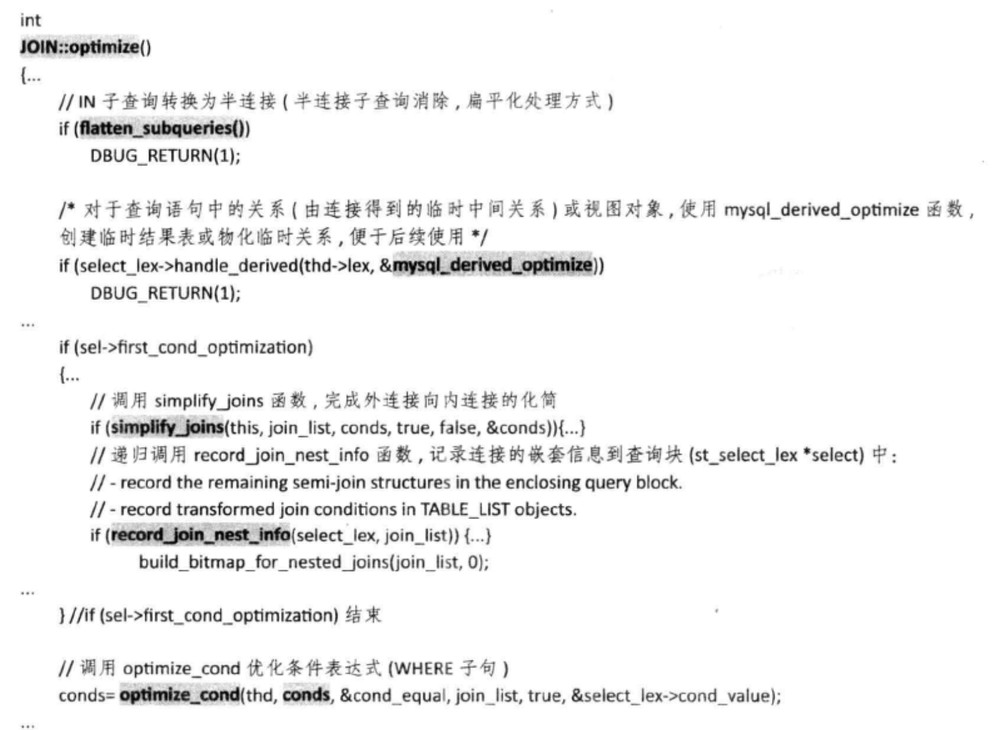 int
JOIN::optimize()
{...
// IN 子查询转换为半连接 ( 半连接子查询消除 , 扁平化处理方式 )
if (flatten_subqueries())
DBUG_RETURN(1);
/* 对于查询语句中的关系 ( 由连接得到的临时中间关系 ) 或视图对象 , 使用 mysql_derived_optimize 函数 ,
创建临时结果表或物化临时关系 , 便于后续使用 */
if (select_lex->handle_derived(thd->lex, &mysql_derived_optimize))
DBUG_RETURN(1);
...
if (sel->first_cond_optimization)
{...
// 调用 simplify_joins 函数 , 完成外连接向内连接的化简
if (simplify_joins(this, join_list, conds, true, false, &conds)){...}
// 递归调用 record_join_nest_info 函数 , 记录连接的嵌套信息到查询块 (st_select_lex *select) 中 :
// - record the remaining semi-join structures in the enclosing query block.
// - record transformed join conditions in TABLE_LIST objects.
if (record_join_nest_info(select_lex, join_list)) {...}
build_bitmap_for_nested_joins(join_list, 0);
...
} //if (sel->first_cond_optimization) 结束
// 调用 optimize_cond 优化条件表达式 (WHERE 子句 )
conds= optimize_cond(thd, conds, &cond_equal, join_list, true, &select_lex->cond_value);
...